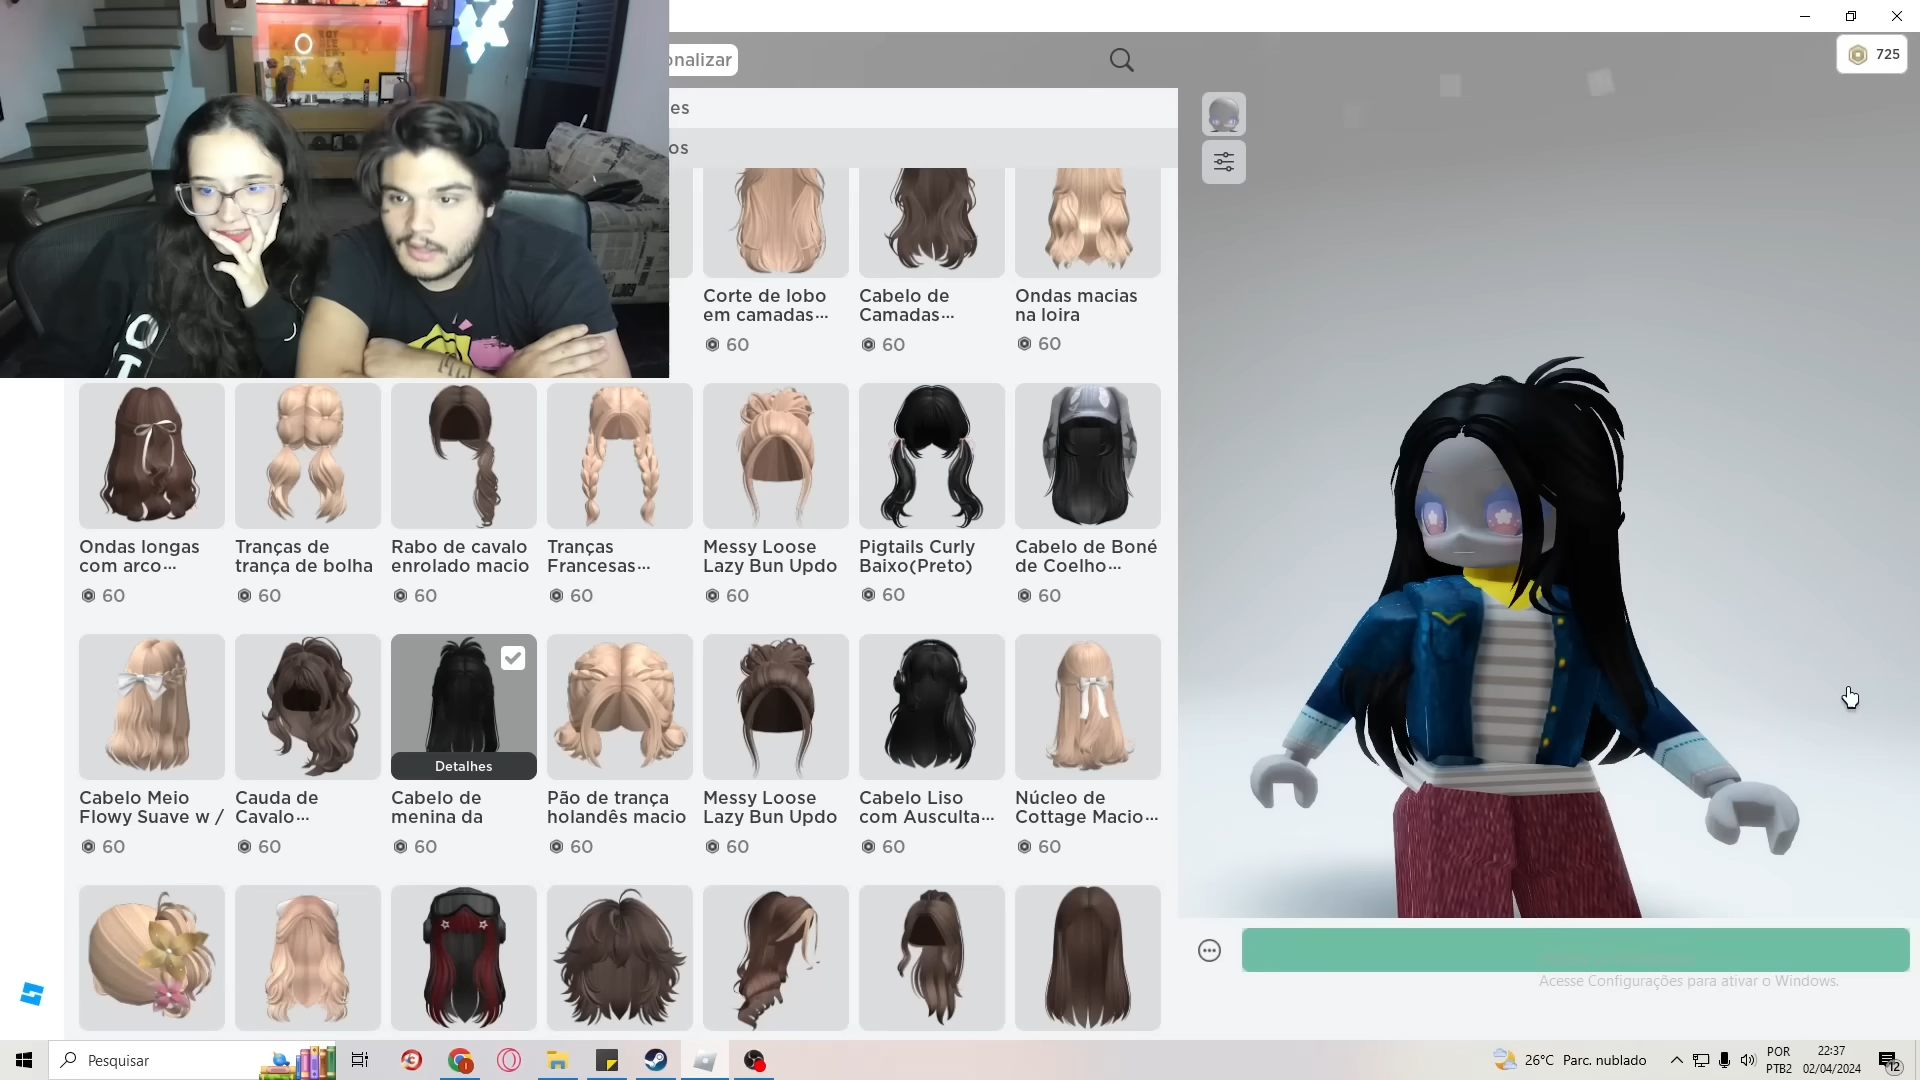 onalizar
725
es
os
Corte de lobo
em camadas...
60
Cabelo de
Camadas...
60
Ondas macias
na loira
60
Ondas longas
com arco...
60
Tranças de
trança de bolha
60
Rabo de cavalo
enrolado macio
60
Tranças
Francesas...
60
Messy Loose
Lazy Bun Updo
60
Pigtails Curly
Baixo(Preto)
60
Cabelo de Boné
de Coelho...
60
Detalhes
Cabelo Meio
Flowy Suave w /
60
Cauda de
Cavalo...
60
Cabelo de
menina da
60
Pão de trança
holandês macio
60
Messy Loose
Lazy Bun Updo
60
Cabelo Liso
com Ausculta...
60
Núcleo de
Cottage Macio...
60
Acesse Configurações para ativar o Windows.
Pesquisar
26°C Parc. nublado
POR
PTB2
22:37
02/04/2024
12